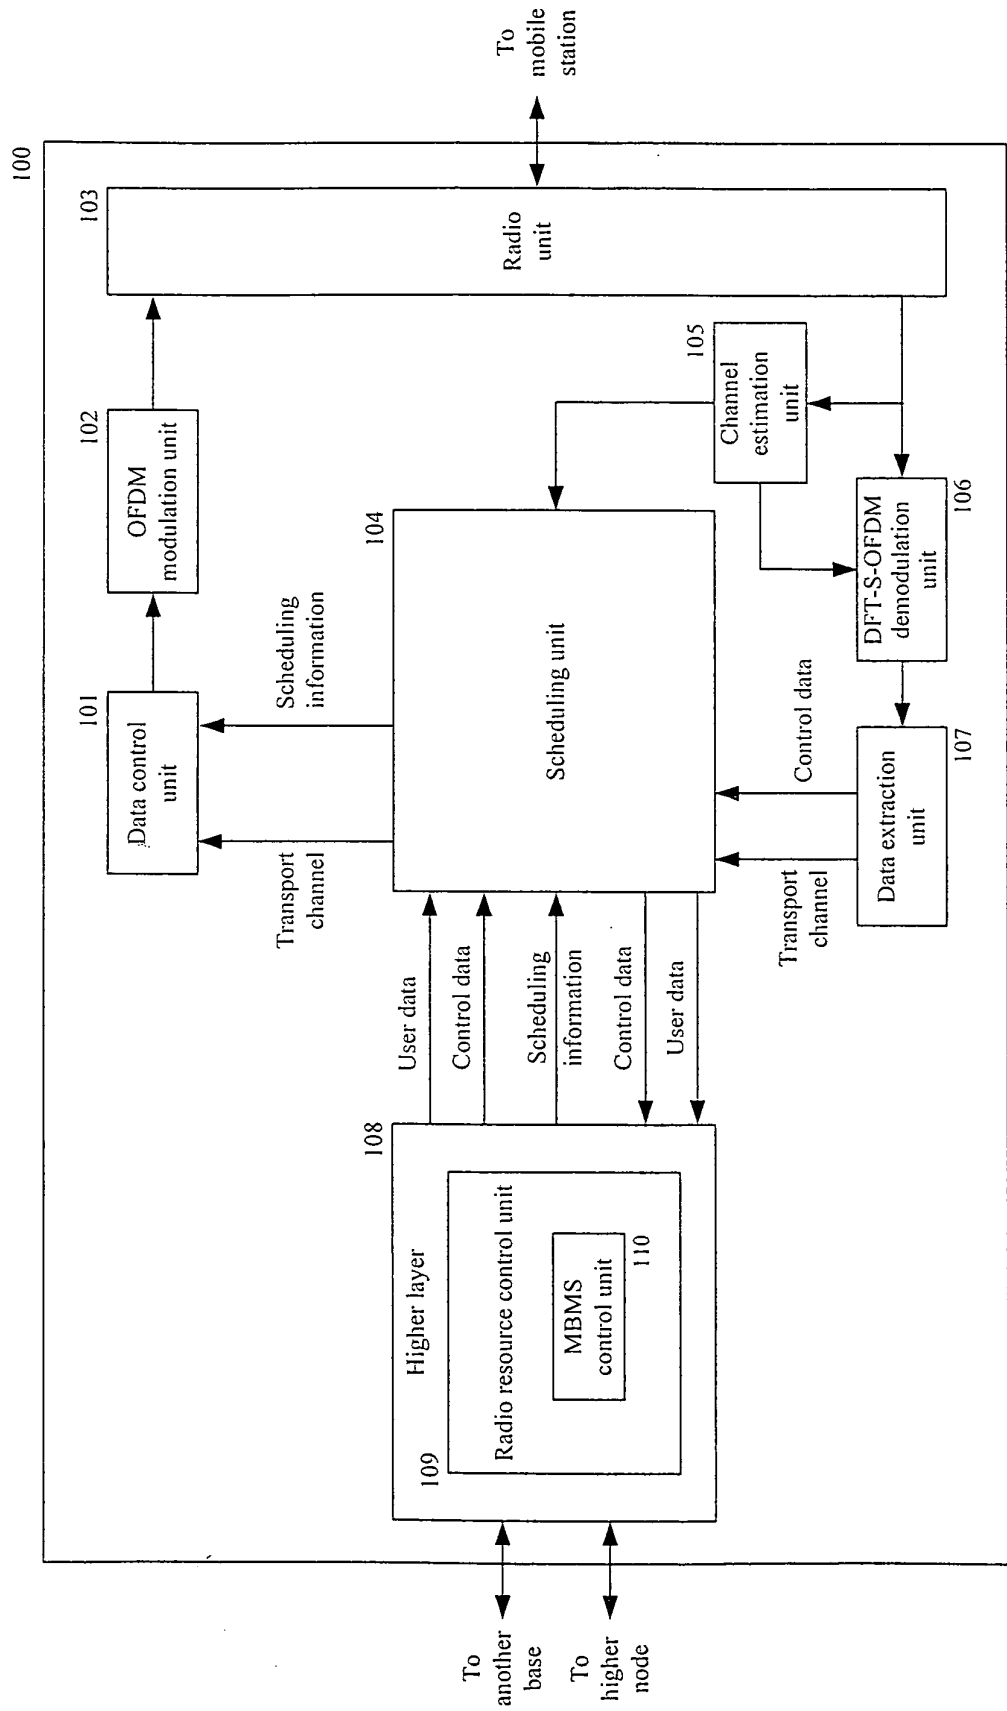 100
To
another
base
To
higher
node
108
Higher layer
109
Radio resource control unit
MBMS
control unit
110
User data
Control data
Scheduling
information
Control data
User data
Transport
channel
Scheduling
information
104
Scheduling unit
101
Data control
unit
102
OFDM
modulation unit
103
Radio
unit
To
mobile
station
105
Channel
estimation
unit
DFT-S-OFDM
demodulation
unit
106
Data extraction
unit
107
Transport
channel
Control data